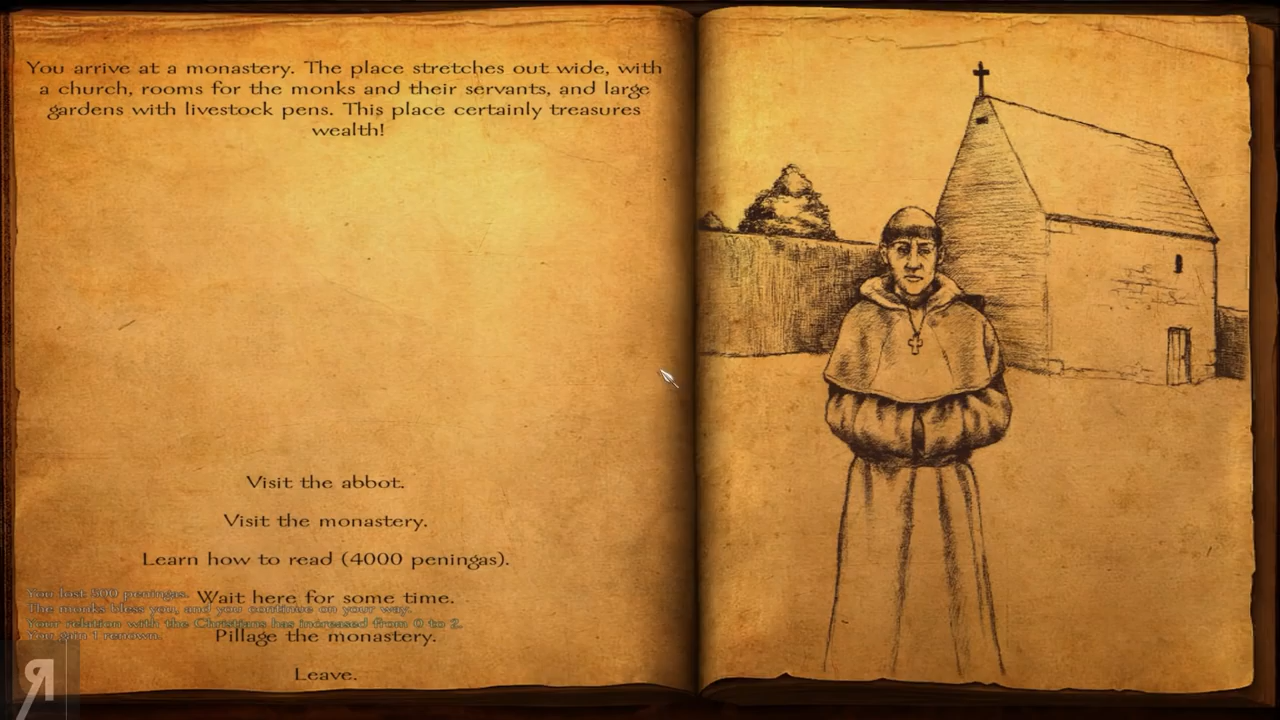 You arrive at a monastery. The place stretches out wide, with
a church, rooms for the monks and their servants, and large
gardens with livestock pens. This place certainly treasures
wealth!
Visit the abbot.
Visit the monastery.
Learn how to read (4000 peningas).
You lost 500 peningas.
Wait here for some time.
The monks bless you, and you continue on your way.
Your relation with the Christians has increased from 0 to 2.
You gain 1 renown.
Pillage the monastery.
Leave.